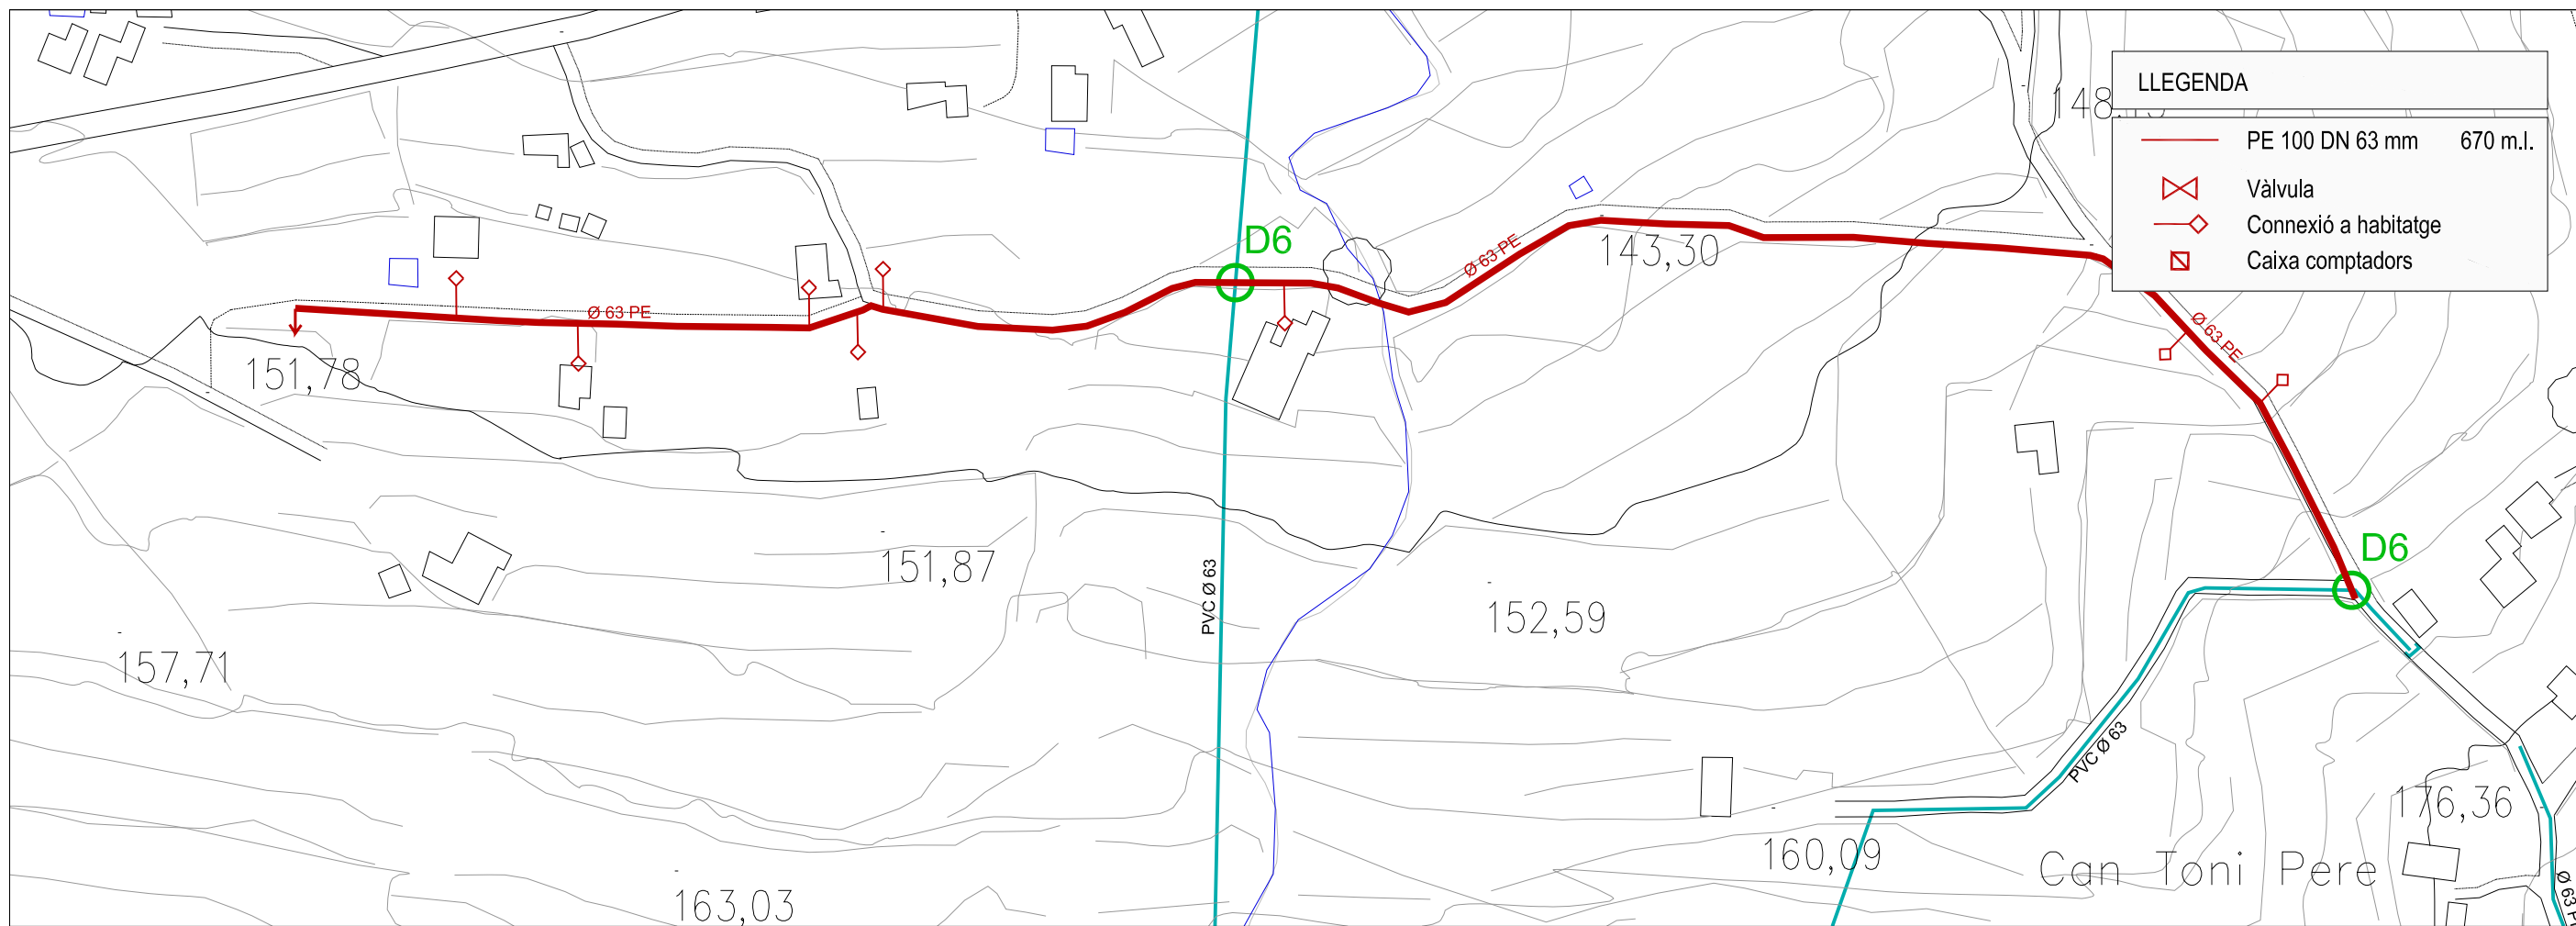 LLEGENDA
PE 100 DN 63 mm 670 m.l.
Vàlvula
Connexió a habitatge
Caixa comptadors
D6
143,30
Ø 63 PE
Ø 63 PE
Ø 63 PE
151,78
D6
151,87
PVC Ø 63
152,59
157,71
PVC Ø 63
176,36
160,09
Can Toni Pere
163,03
Ø 63